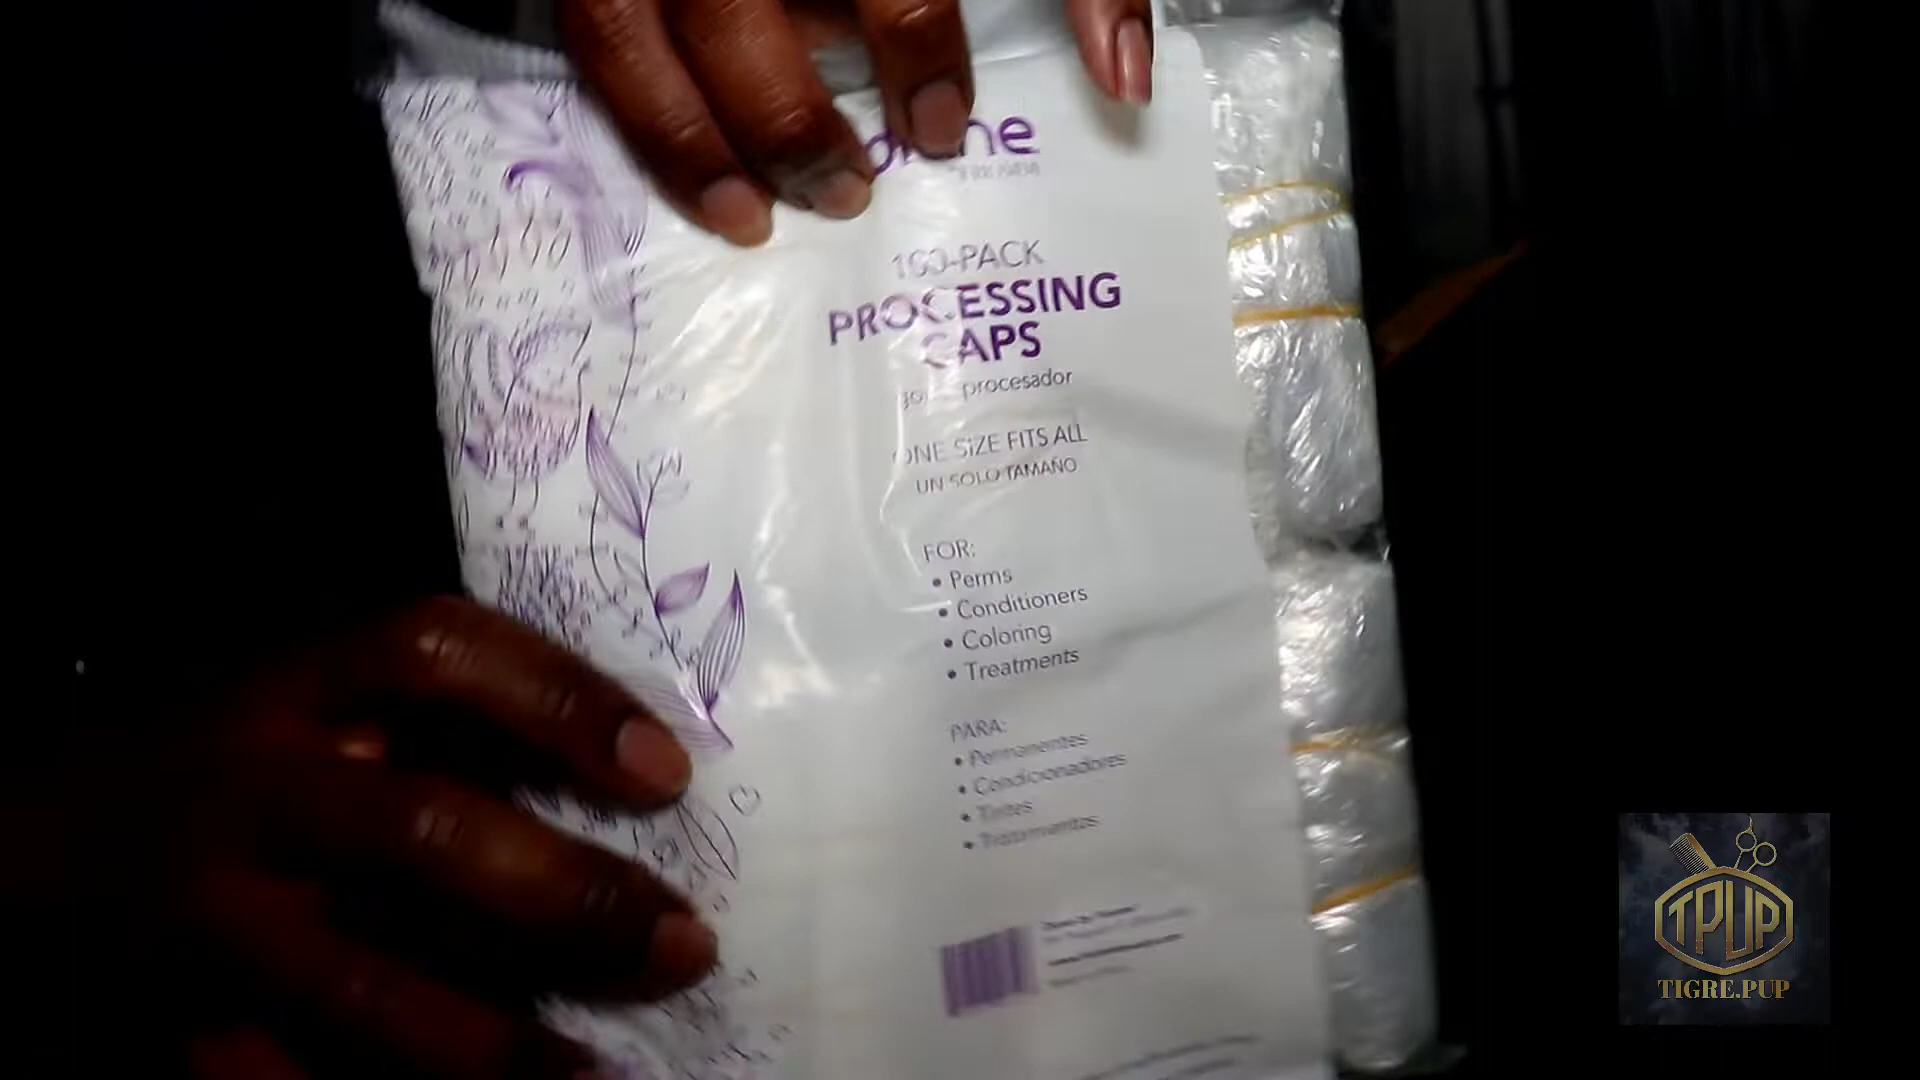 100-PACK
PROCESSING
CAPS
procesador
ONE SIZE FITS ALL
UN SOLO TAMAÑO
FOR:
• Perms
• Conditioners
• Coloring
• Treatments
PARA:
• Permanentes
• Condicionadores
• Tintes
• Tratamientos
TPUP
TIGRE.PUP